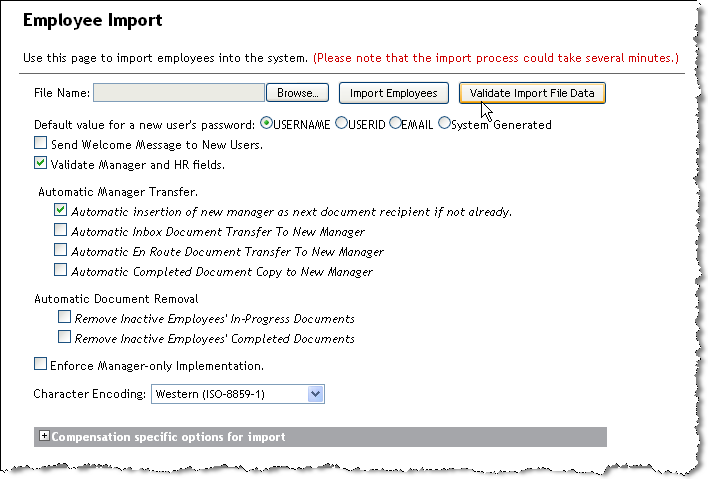 Employee Import
Use this page to import employees into the system. (Please note that the import process could take several minutes.)
File Name: Browse... Import Employees Validate Import File Data
Default value for a new user's password: USERNAME USERID EMAIL System Generated
Send Welcome Message to New Users.
Validate Manager and HR fields.
Automatic Manager Transfer.
Automatic insertion of new manager as next document recipient if not already.
Automatic Inbox Document Transfer To New Manager
Automatic En Route Document Transfer To New Manager
Automatic Completed Document Copy to New Manager
Automatic Document Removal
Remove Inactive Employees' In-Progress Documents
Remove Inactive Employees' Completed Documents
Enforce Manager-only Implementation.
Character Encoding: Western (ISO-8859-1)
Compensation specific options for import